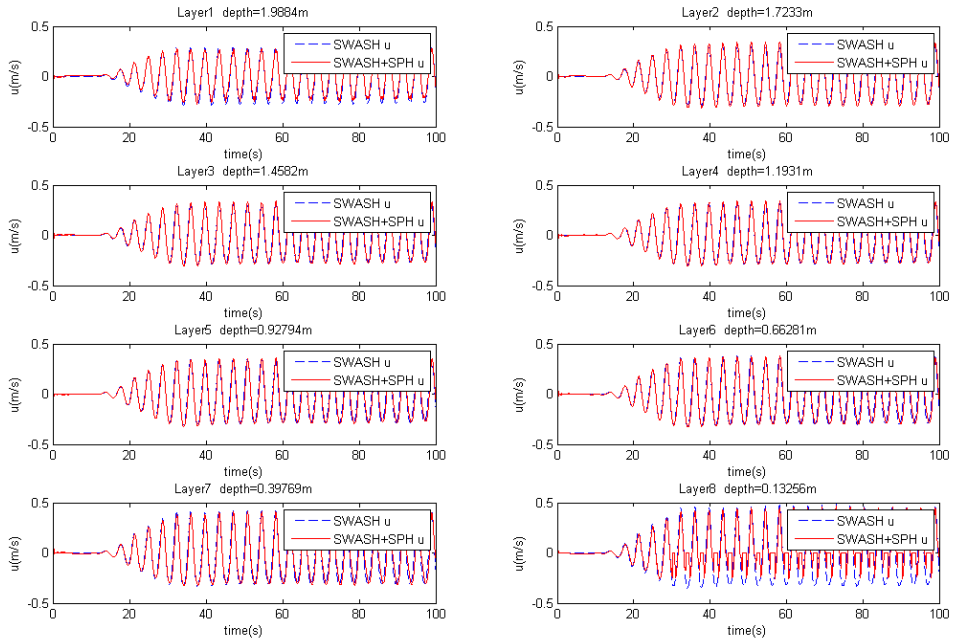 Layer1 depth=1.9884m
0.5
0
-0.5
u(m/s)
SWASH u
SWASH+SPH u
0 20 40 60 80 100
time(s)
Layer2 depth=1.7233m
0.5
0
-0.5
u(m/s)
SWASH u
SWASH+SPH u
0 20 40 60 80 100
time(s)
Layer3 depth=1.4582m
0.5
0
-0.5
u(m/s)
SWASH u
SWASH+SPH u
0 20 40 60 80 100
time(s)
Layer4 depth=1.1931m
0.5
0
-0.5
u(m/s)
SWASH u
SWASH+SPH u
0 20 40 60 80 100
time(s)
Layer5 depth=0.92794m
0.5
0
-0.5
u(m/s)
SWASH u
SWASH+SPH u
0 20 40 60 80 100
time(s)
Layer6 depth=0.66281m
0.5
0
-0.5
u(m/s)
SWASH u
SWASH+SPH u
0 20 40 60 80 100
time(s)
Layer7 depth=0.39769m
0.5
0
-0.5
u(m/s)
SWASH u
SWASH+SPH u
0 20 40 60 80 100
time(s)
Layer8 depth=0.13256m
0.5
0
-0.5
u(m/s)
SWASH u
SWASH+SPH u
0 20 40 60 80 100
time(s)